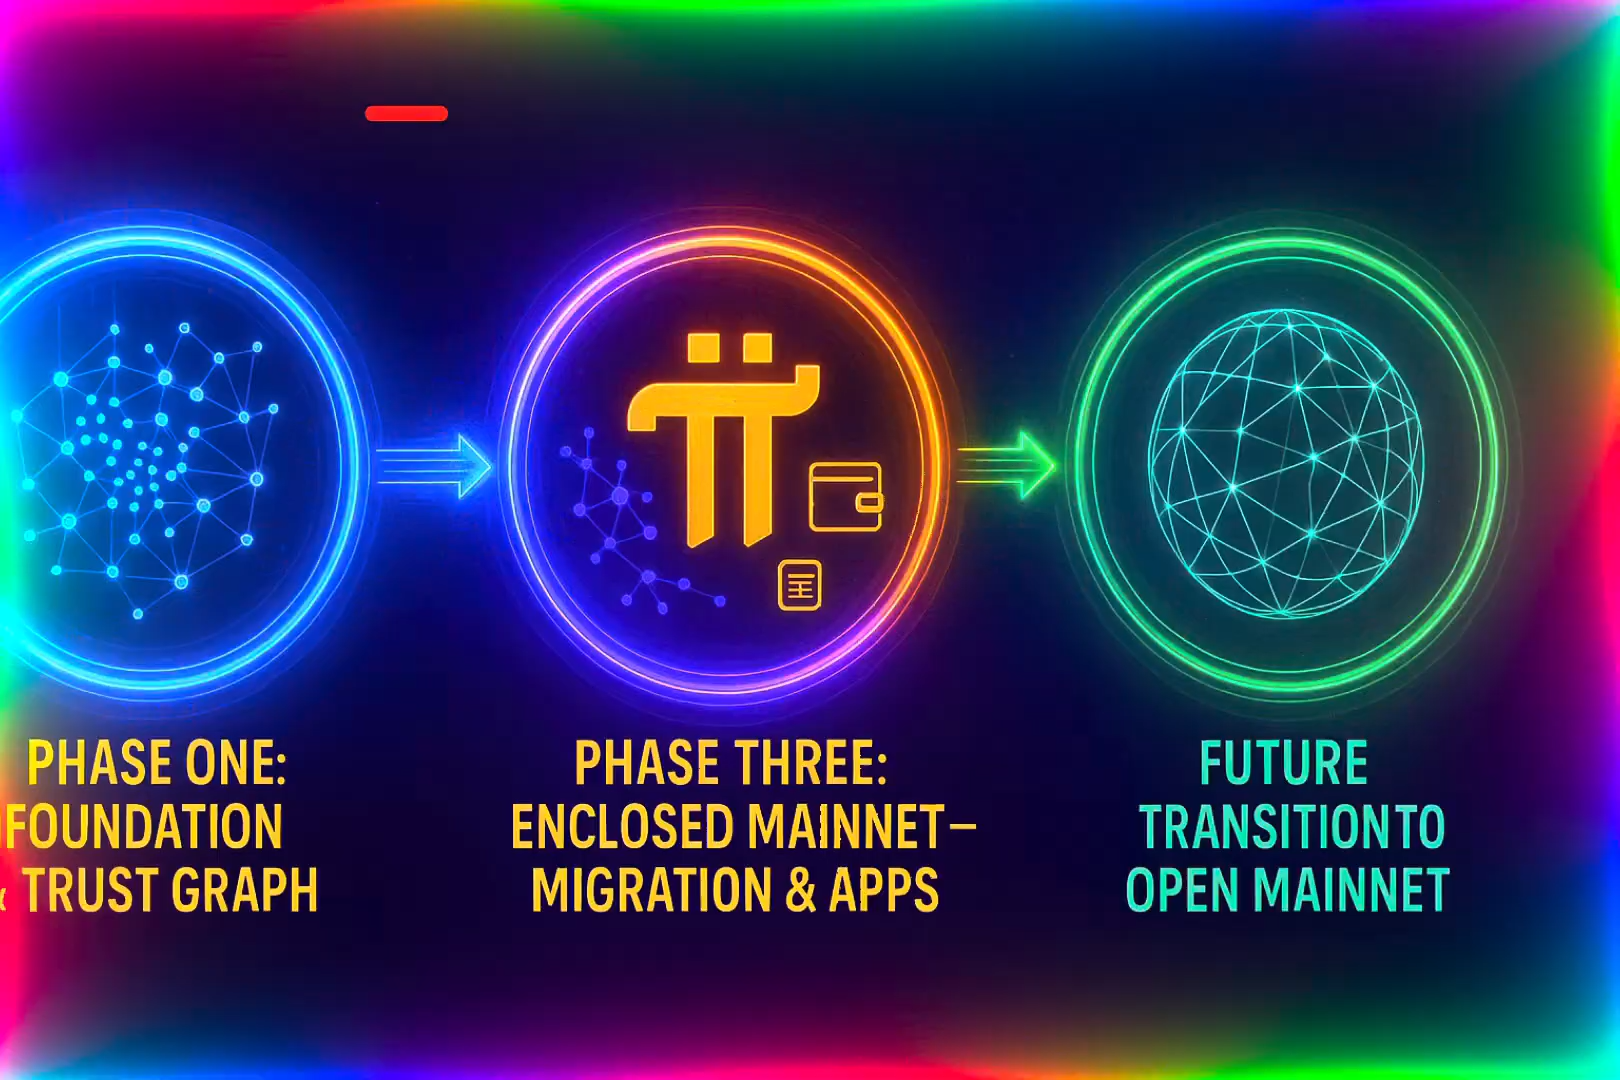 PHASE ONE:
FOUNDATION
& TRUST GRAPH
PHASE THREE:
ENCLOSED MAINNET–
MIGRATION & APPS
FUTURE
TRANSITIONTO
OPEN MAINNET